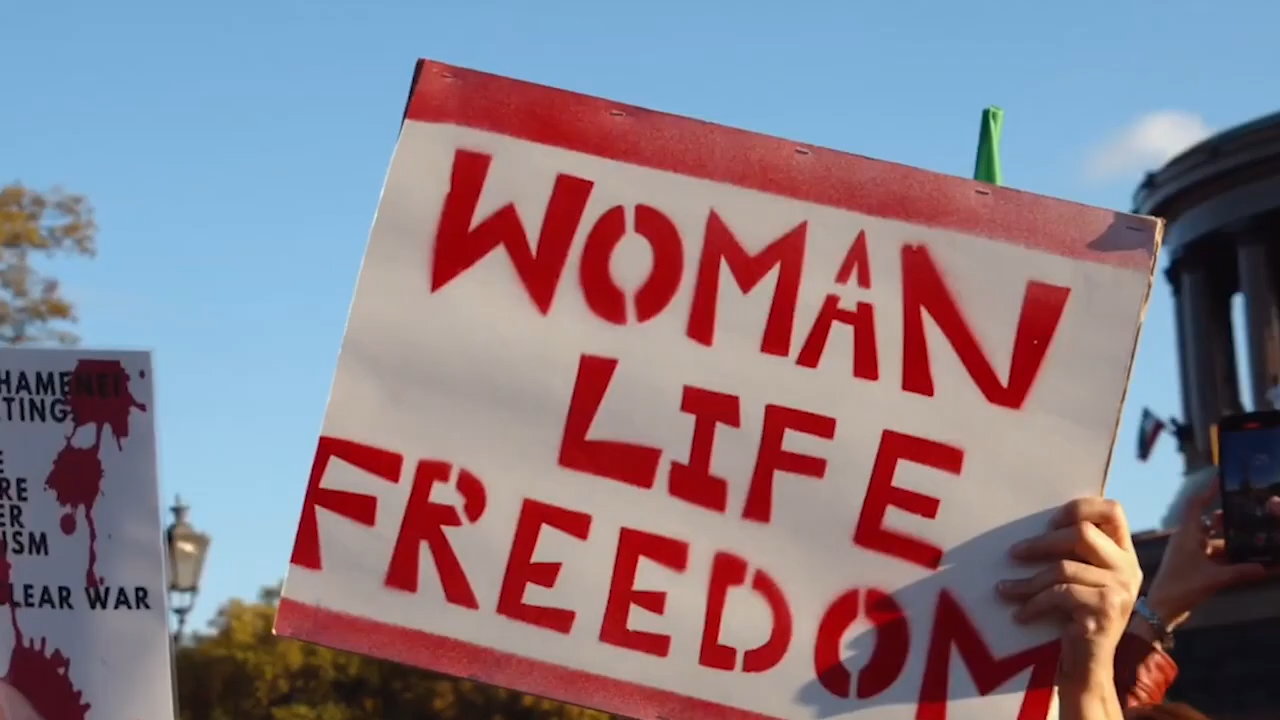 WOMAN
LIFE
FREEDOM
HAMENEI
TING
E
RE
ER
ISM
LEAR WAR